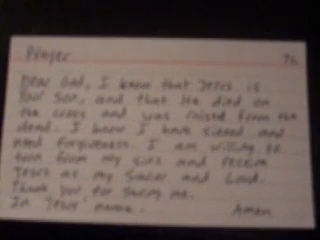 Prayer 76
Dear God, I know that Jesus is
your Son, and that He died on
the cross and was raised from the
dead. I know I have sinned and
need forgiveness. I am willing to
turn from my sins and receive
Jesus as my Savior and Lord.
Thank you for saving me.
In Jesus' name. Amen